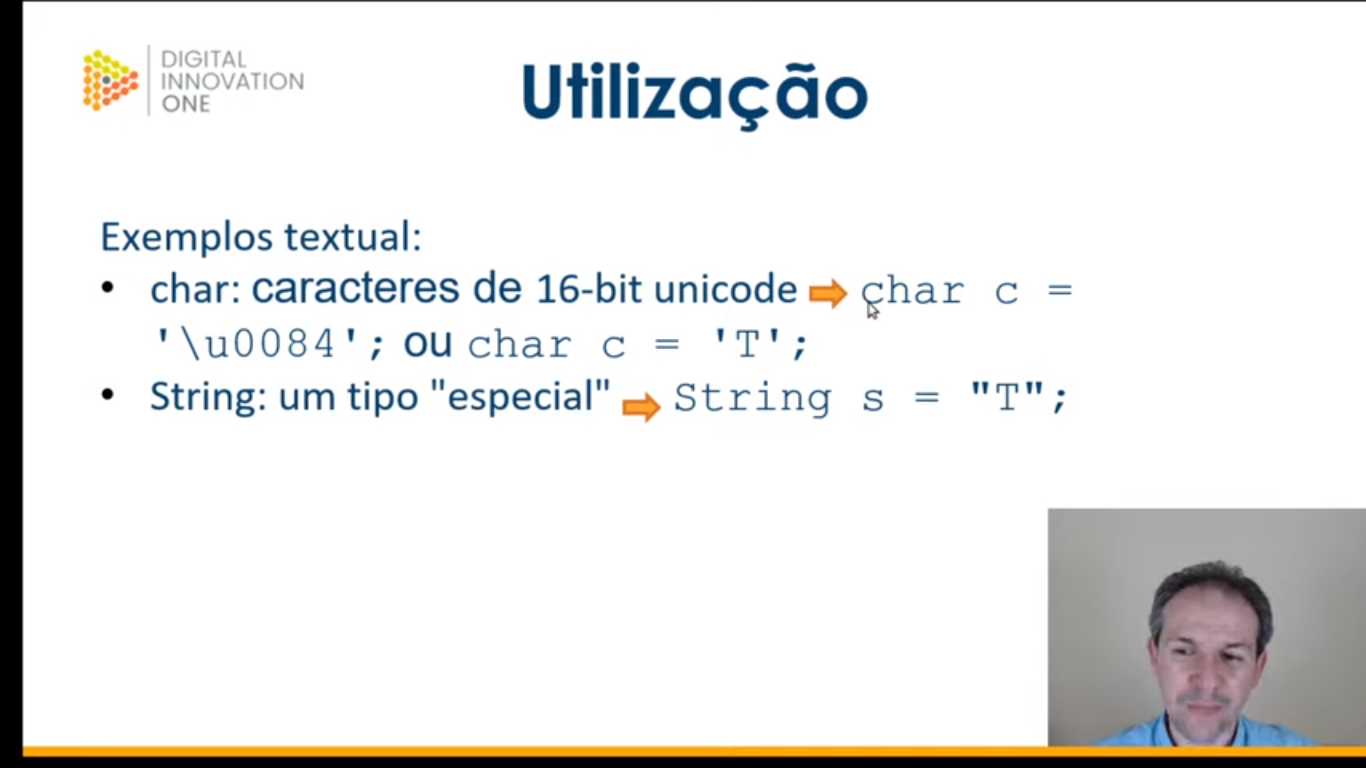 DIGITAL
INNOVATION
ONE
Utilização
Exemplos textual:
• char: caracteres de 16-bit unicode char c =
'\u0084'; ou char c = 'T';
• String: um tipo "especial" String s = "T";